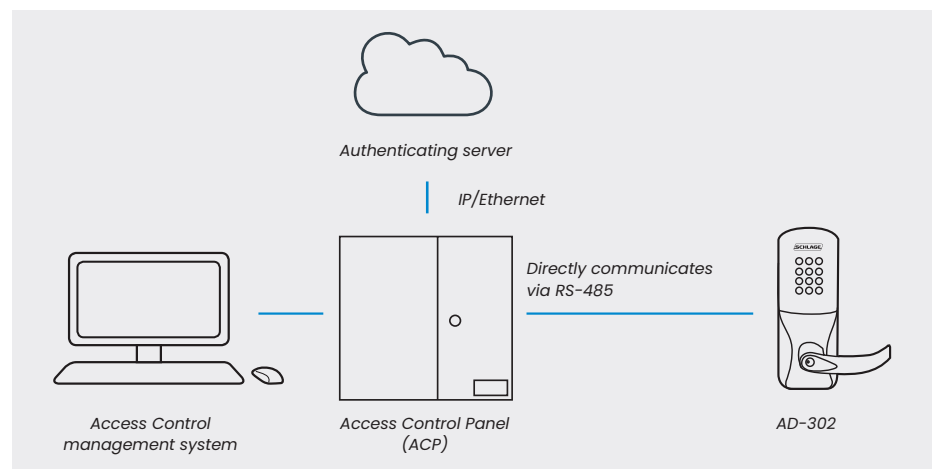 Authenticating server
IP/Ethernet
SCHLAGE
Directly communicates
via RS-485
Access Control
management system
Access Control Panel
(ACP)
AD-302